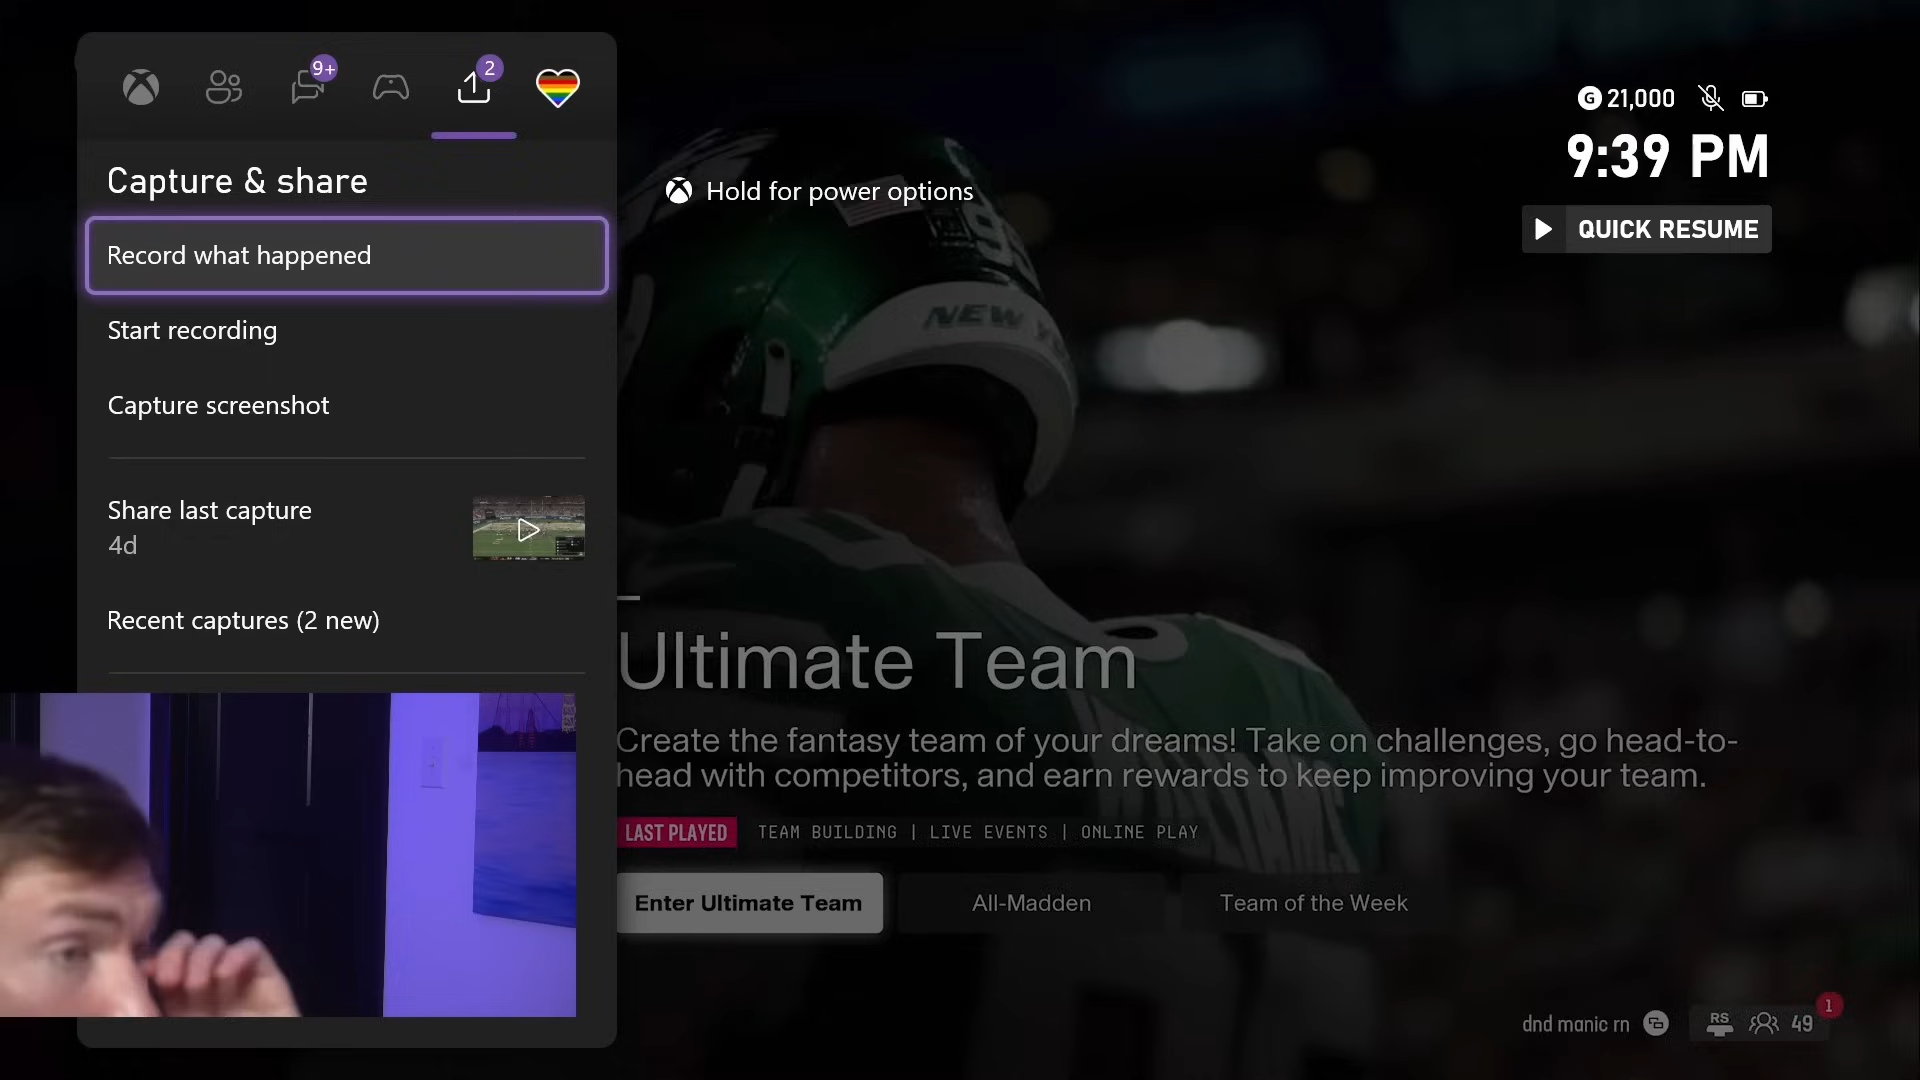 9+
2
Capture & share
Record what happened
Start recording
Capture screenshot
Share last capture
4d
Recent captures (2 new)
Hold for power options
G 21,000
9:39 PM
QUICK RESUME
NEW Y
Ultimate Team
Create the fantasy team of your dreams! Take on challenges, go head-to-
head with competitors, and earn rewards to keep improving your team.
LAST PLAYED TEAM BUILDING | LIVE EVENTS | ONLINE PLAY
Enter Ultimate Team All-Madden Team of the Week
dnd manic rn RS 49 1